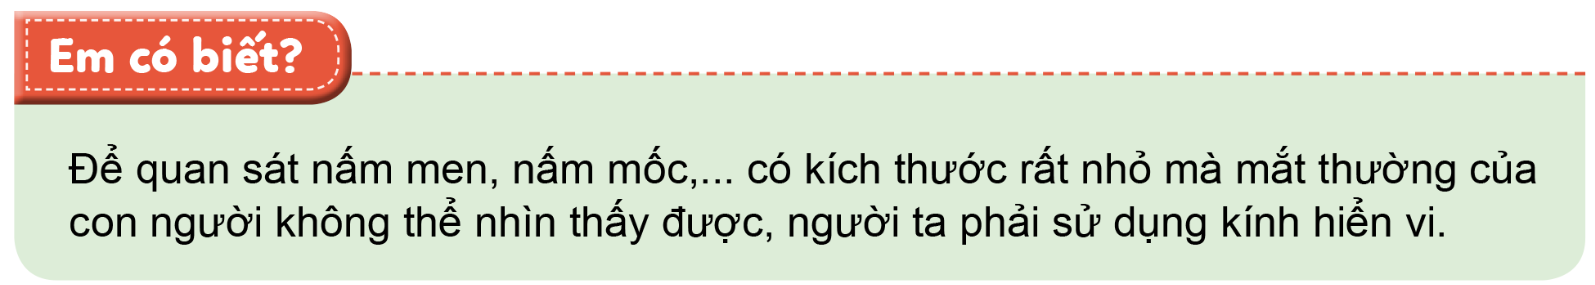 Em có biết?
Để quan sát nấm men, nấm mốc,... có kích thước rất nhỏ mà mắt thường của
con người không thể nhìn thấy được, người ta phải sử dụng kính hiển vi.